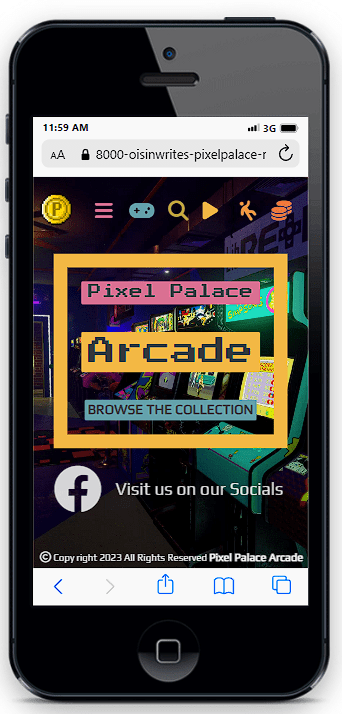 11:59 AM 3G
AA 8000-oisinwrites-pixelpalace-r
P
Pixel Palace
Arcade
BROWSE THE COLLECTION
Visit us on our Socials
© Copy right 2023 All Rights Reserved Pixel Palace Arcade